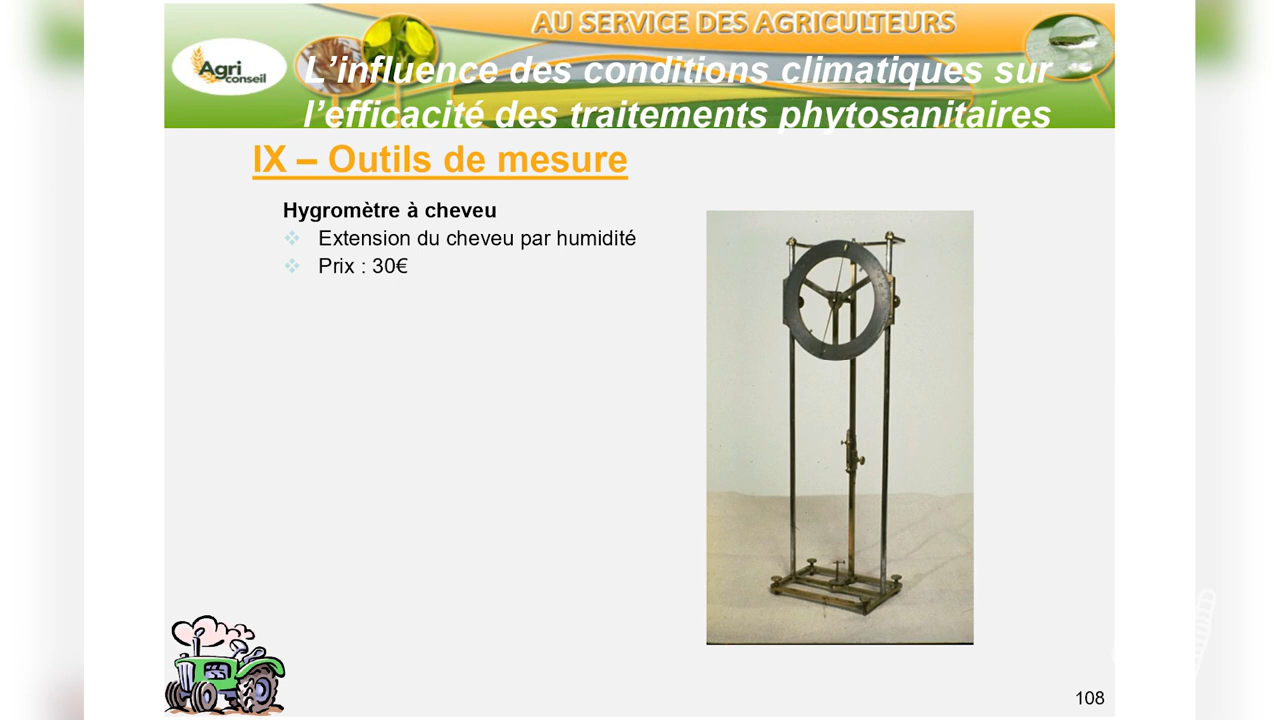 AU SERVICE DES AGRICULTEURS
Agri
conseil
L’influence des conditions climatiques sur
l’efficacité des traitements phytosanitaires
IX – Outils de mesure
Hygromètre à cheveu
Extension du cheveu par humidité
Prix : 30€
108